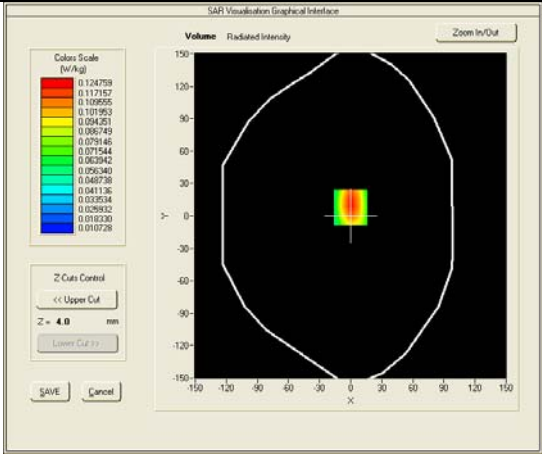 SAR Visualisation Graphical Interface
Volume Radiated Intensity
Zoom In/Out
Colors Scale
(W/kg)
0.124759
0.117157
0.109555
0.101953
0.094351
0.086749
0.079146
0.071544
0.063942
0.056340
0.048738
0.041136
0.033534
0.025932
0.018330
0.010728
Z-Cuts Control
<< Upper Cut
Z = 4.0 mm
Lower Cut >>
SAVE Cancel
150
120
90
60
30
0
-30
-60
-90
-120
-150
Y
-150 -120 -90 -60 -30 0 30 60 90 120 150
X